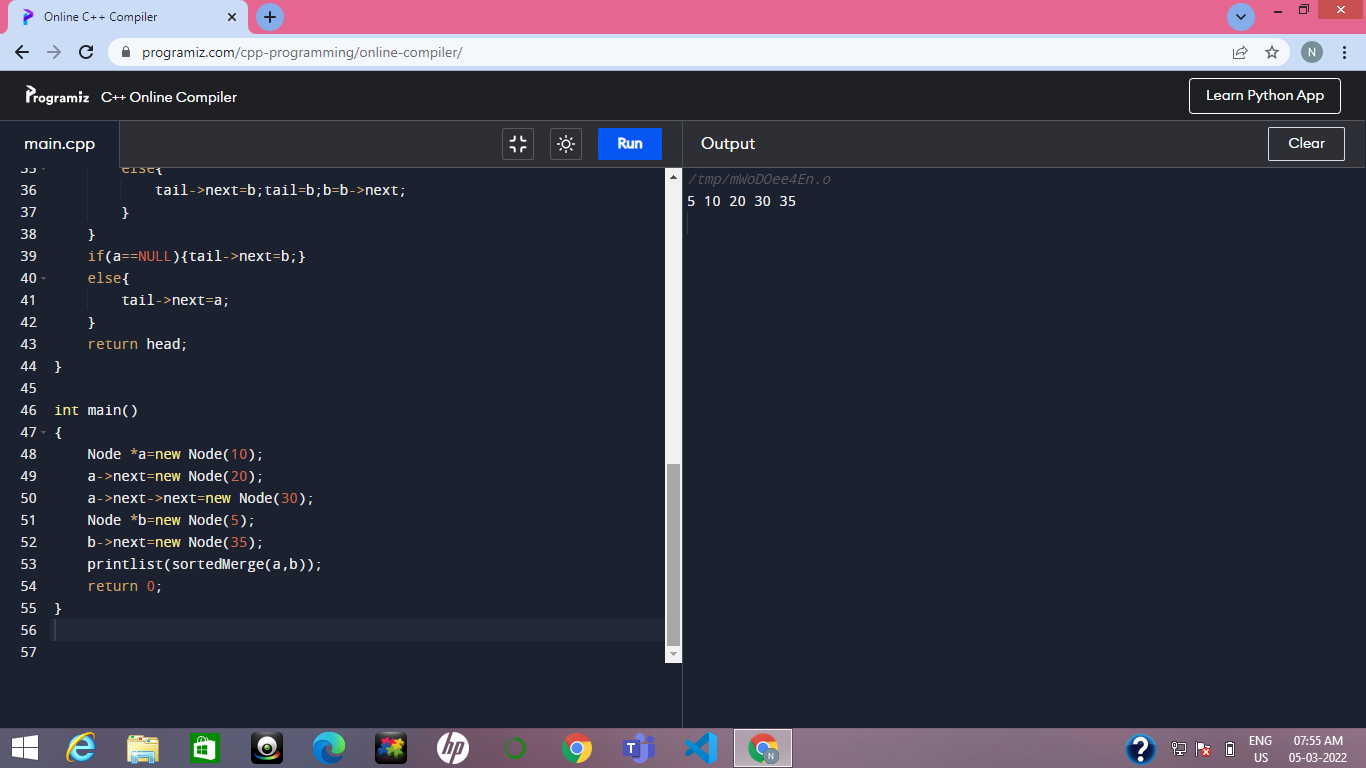 Online C++ Compiler
programiz.com/cpp-programming/online-compiler/
N
Programiz C++ Online Compiler
Learn Python App
main.cpp
Run
Output
Clear
35 else{
36 tail->next=b;tail=b;b=b->next;
37 }
38 }
39 if(a==NULL){tail->next=b;}
40 else{
41 tail->next=a;
42 }
43 return head;
44 }
45
46 int main()
47 {
48 Node *a=new Node(10);
49 a->next=new Node(20);
50 a->next->next=new Node(30);
51 Node *b=new Node(5);
52 b->next=new Node(35);
53 printlist(sortedMerge(a,b));
54 return 0;
55 }
56
57
/tmp/mWoDOee4En.o
5 10 20 30 35
hp
T
N
?
ENG
US
07:55 AM
05-03-2022